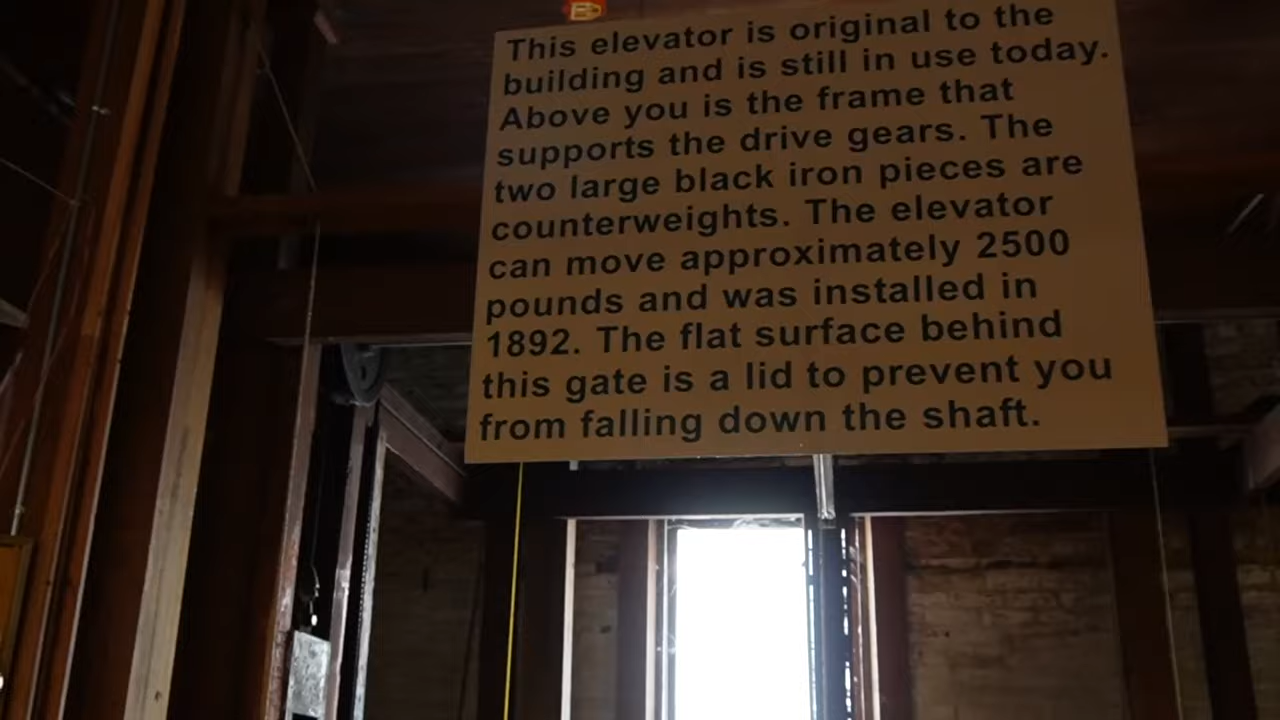 This elevator is original to the
building and is still in use today.
Above you is the frame that
supports the drive gears. The
two large black iron pieces are
counterweights. The elevator
can move approximately 2500
pounds and was installed in
1892. The flat surface behind
this gate is a lid to prevent you
from falling down the shaft.